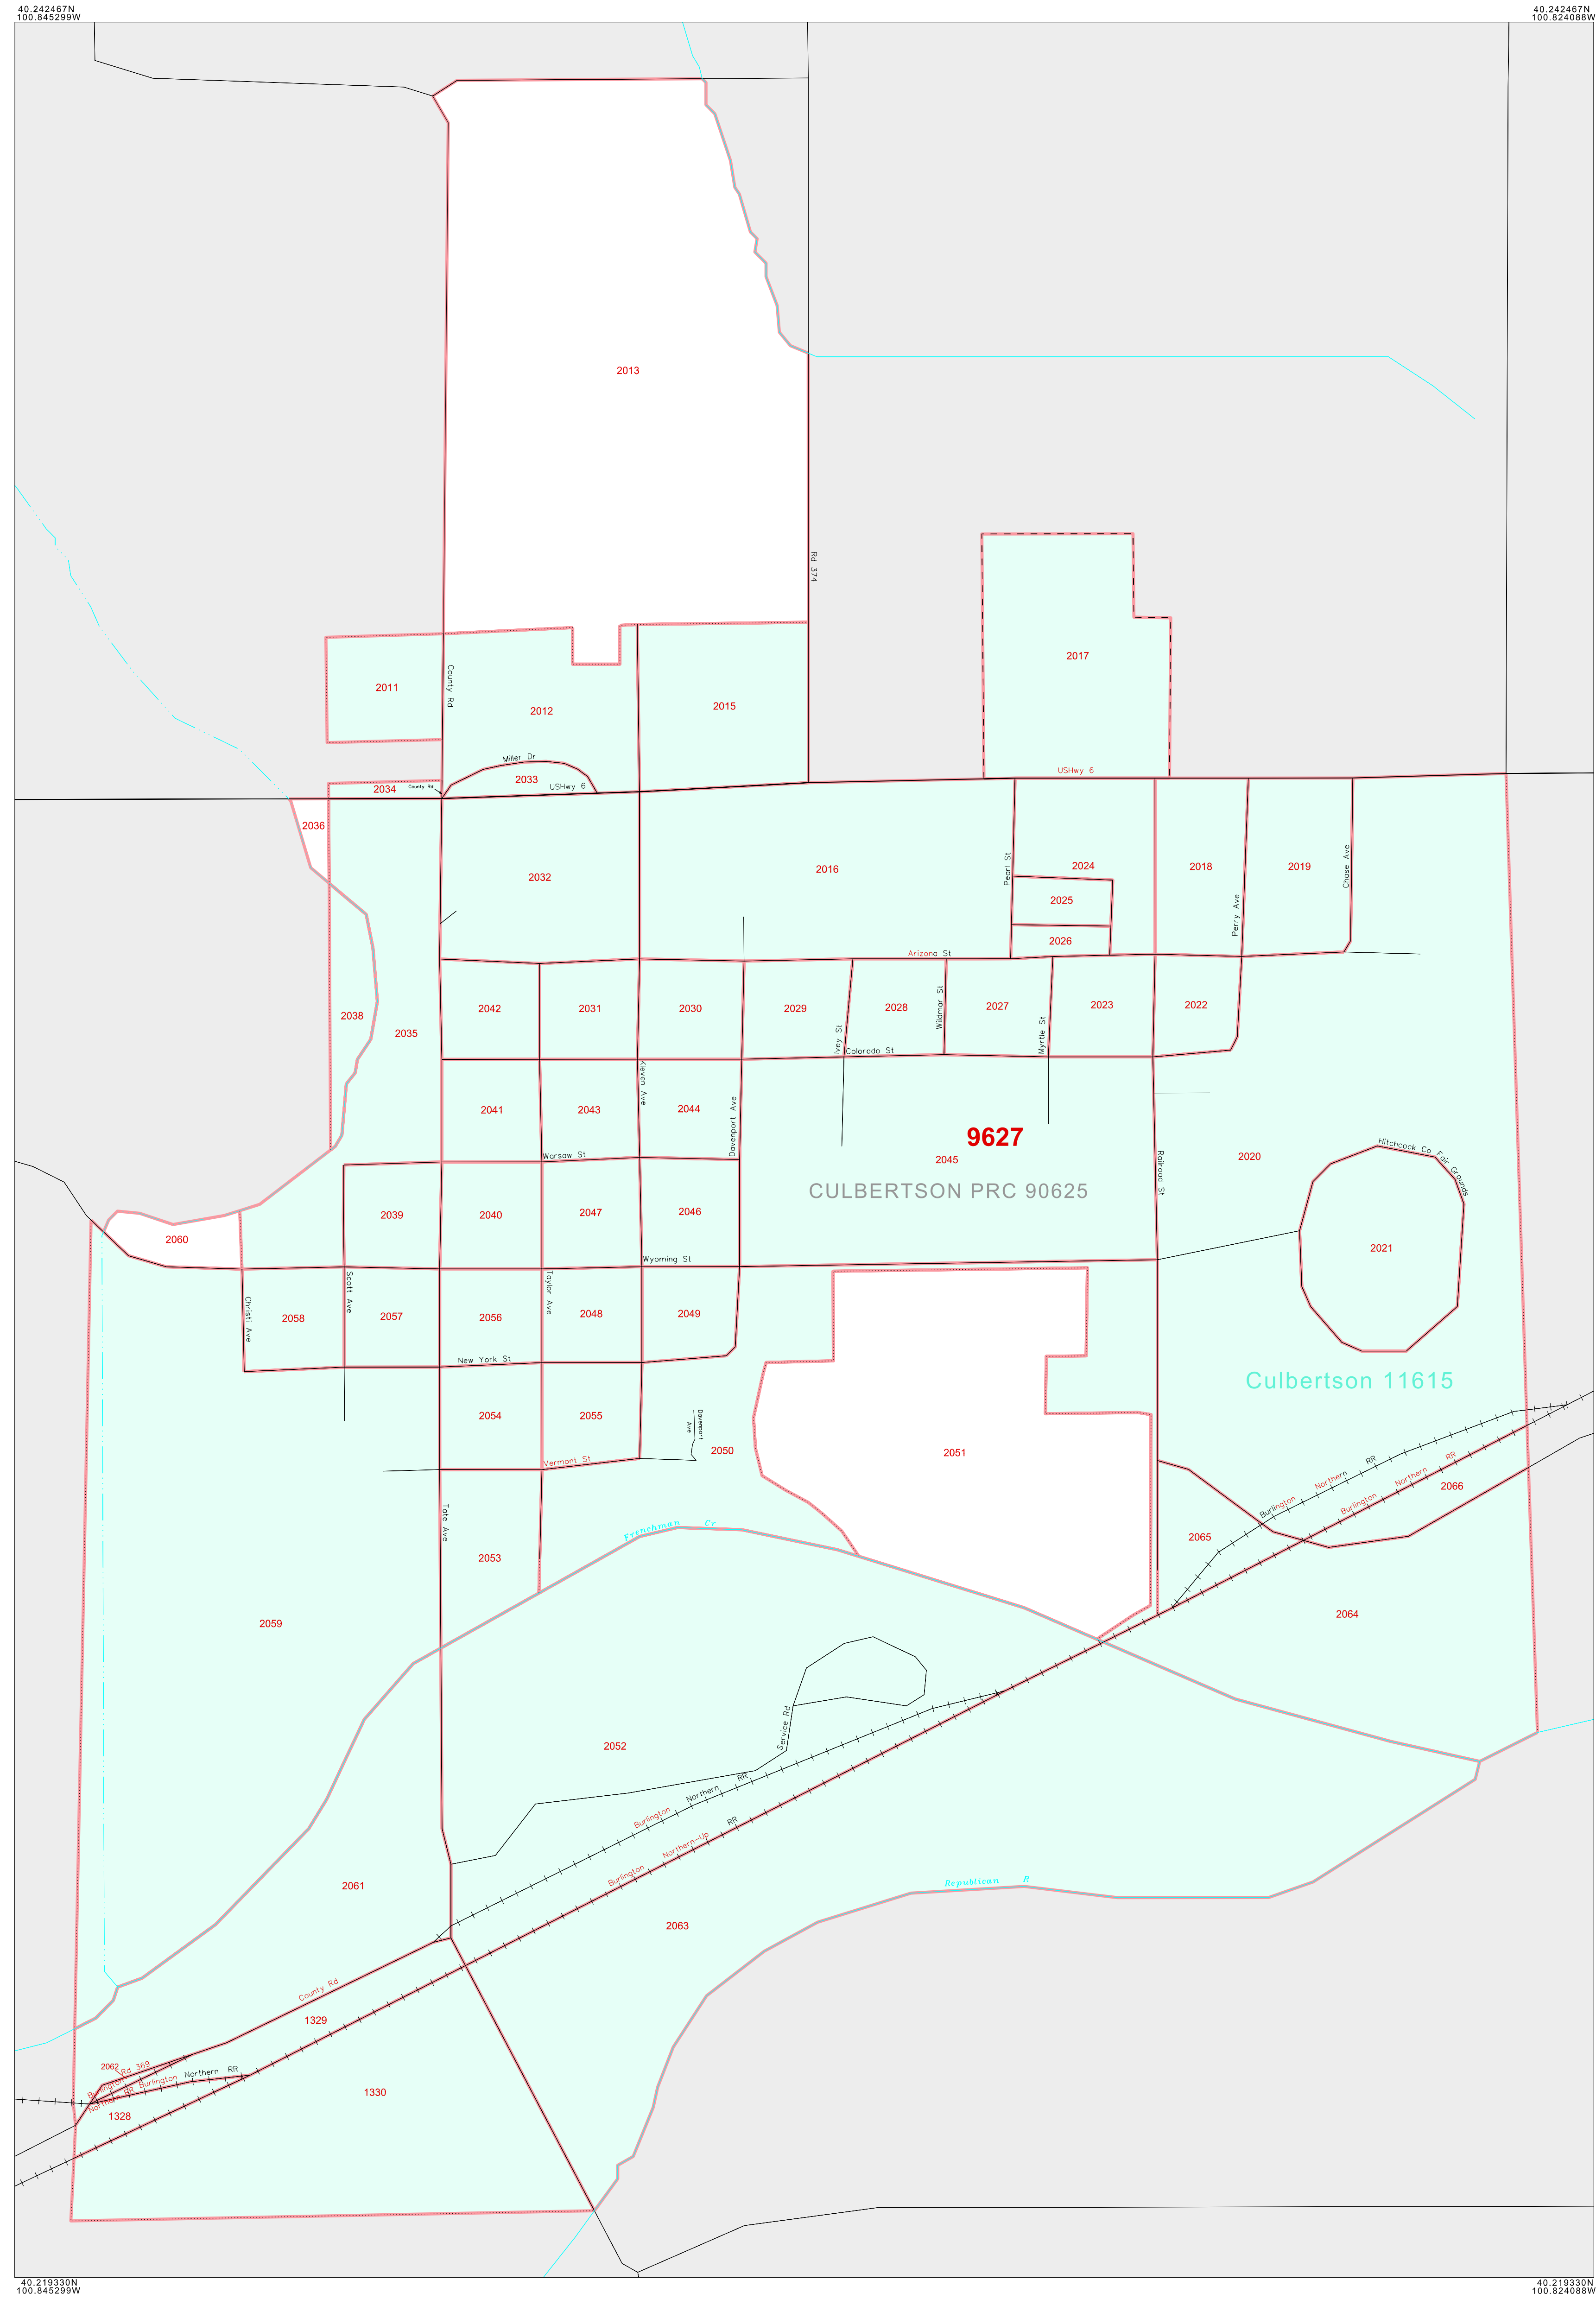 40.242467N
100.845299W
40.242467N
100.824088W
2013
Rd 374
2017
2011
County Rd
2012
2015
Miller Dr
2033
USHwy 6
USHwy 6
2034
County Rd
2036
2032
2016
Pearl St
2024
2025
2026
2018
Perry Ave
2019
Chase Ave
Arizona St
2038
2035
2042
2031
2030
2029
Ivey St
2028
Wildmar St
2027
Myrtle St
2023
2022
Colorado St
2041
2043
Kleven Ave
2044
Davenport Ave
9627
2045
CULBERTSON PRC 90625
Railroad St
2020
Hitchcock Co Fair Grounds
2021
Warsaw St
2039
2040
2047
2046
2060
Wyoming St
Christi Ave
2058
Scott Ave
2057
2056
Taylor Ave
2048
2049
New York St
Culbertson 11615
2054
2055
Davenport
Ave
2050
2051
Vermont St
Tate Ave
2053
Frenchman Cr
Burlington Northern RR
Burlington Northern RR
2066
2065
2064
2059
2052
Service Rd
Burlington Northern RR
Burlington Northern-Up RR
2061
2063
Republican R
County Rd
1329
2062
Rd 369
Burlington Northern RR
Burlington Northern RR
1328
1330
40.219330N
100.845299W
40.219330N
100.824088W